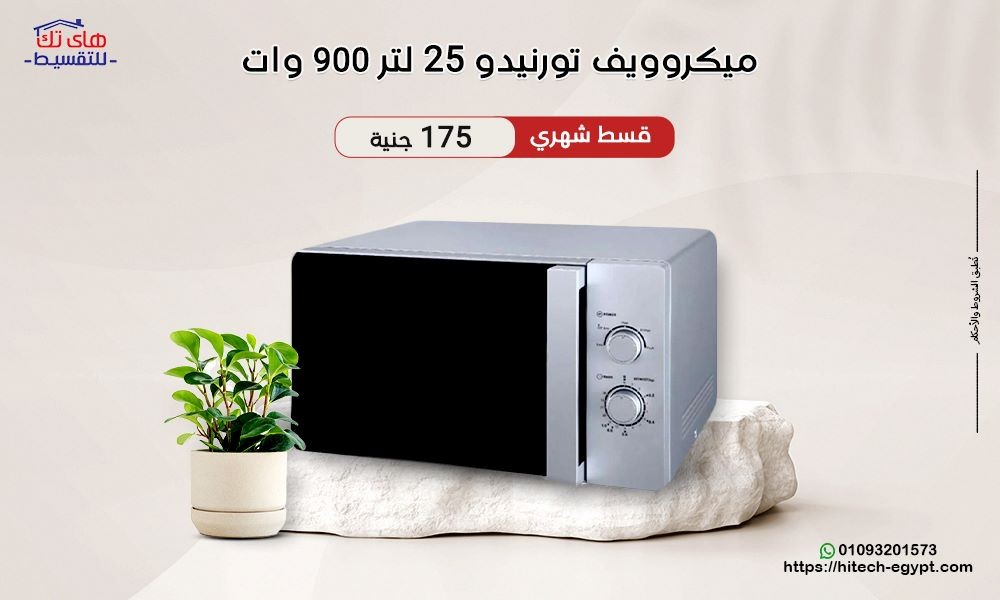 هاى تك
-للتقسيط-
ميكروويف تورنيدو 25 لتر 900 وات
قسط شهري 175 جنية
تُطبق الشروط والأحكام
01093201573
https://hitech-egypt.com